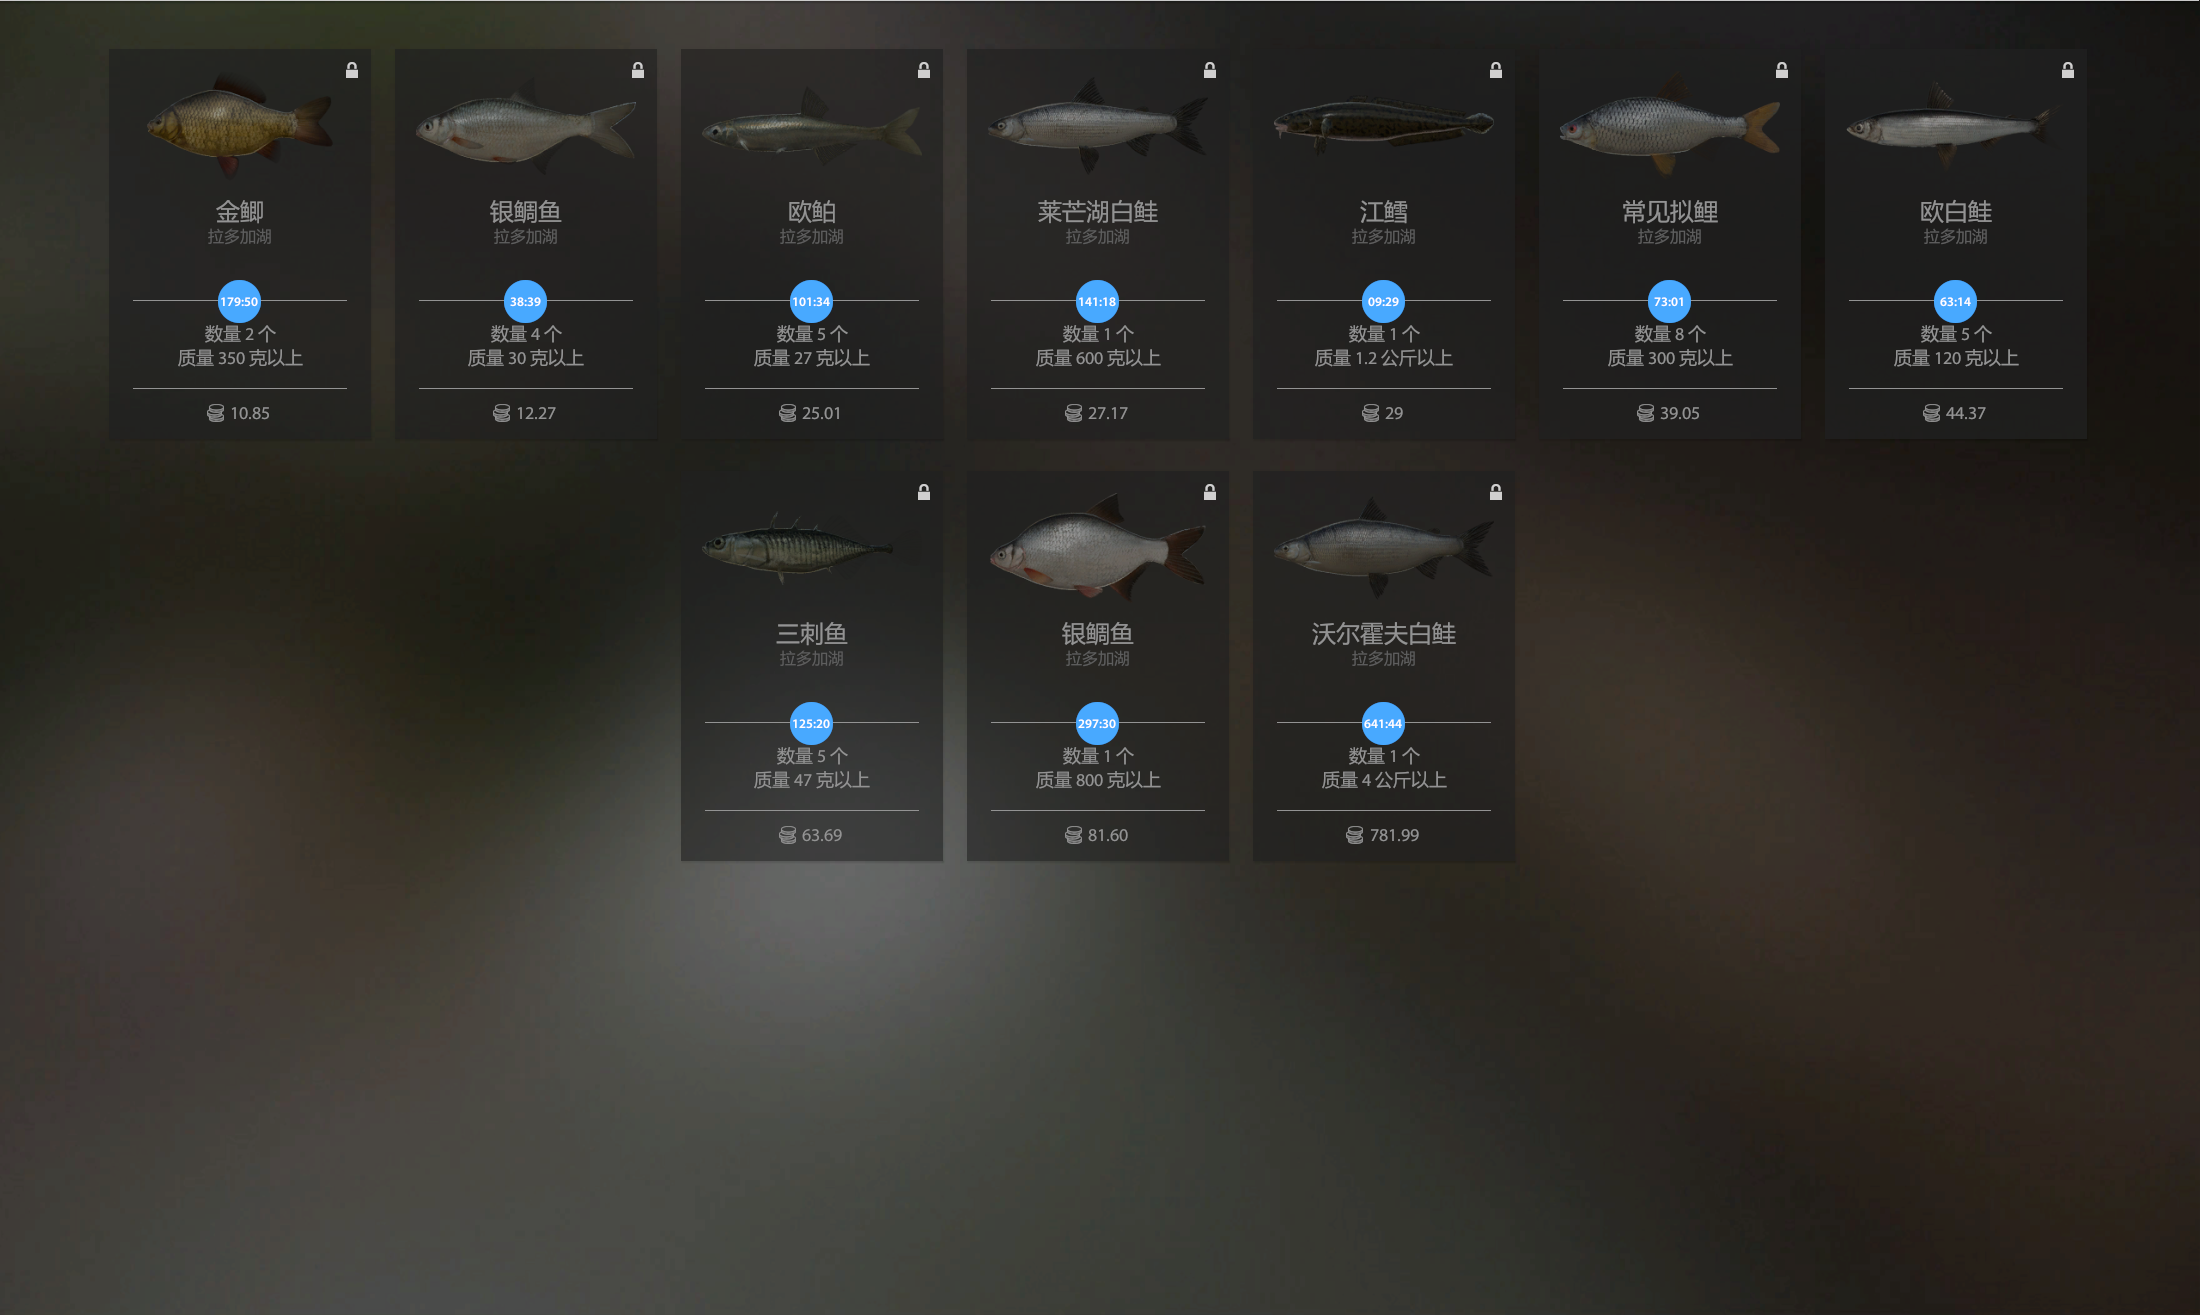 金鲫
拉多加湖
179:50
数量 2 个
质量 350 克以上
10.85
银鲷鱼
拉多加湖
38:39
数量 4 个
质量 30 克以上
12.27
欧鲌
拉多加湖
101:34
数量 5 个
质量 27 克以上
25.01
莱芒湖白鲑
拉多加湖
141:18
数量 1 个
质量 600 克以上
27.17
江鳕
拉多加湖
09:29
数量 1 个
质量 1.2 公斤以上
29
常见拟鲤
拉多加湖
73:01
数量 8 个
质量 300 克以上
39.05
欧白鲑
拉多加湖
63:14
数量 5 个
质量 120 克以上
44.37
三刺鱼
拉多加湖
125:20
数量 5 个
质量 47 克以上
63.69
银鲷鱼
拉多加湖
297:30
数量 1 个
质量 800 克以上
81.60
沃尔霍夫白鲑
拉多加湖
641:44
数量 1 个
质量 4 公斤以上
781.99